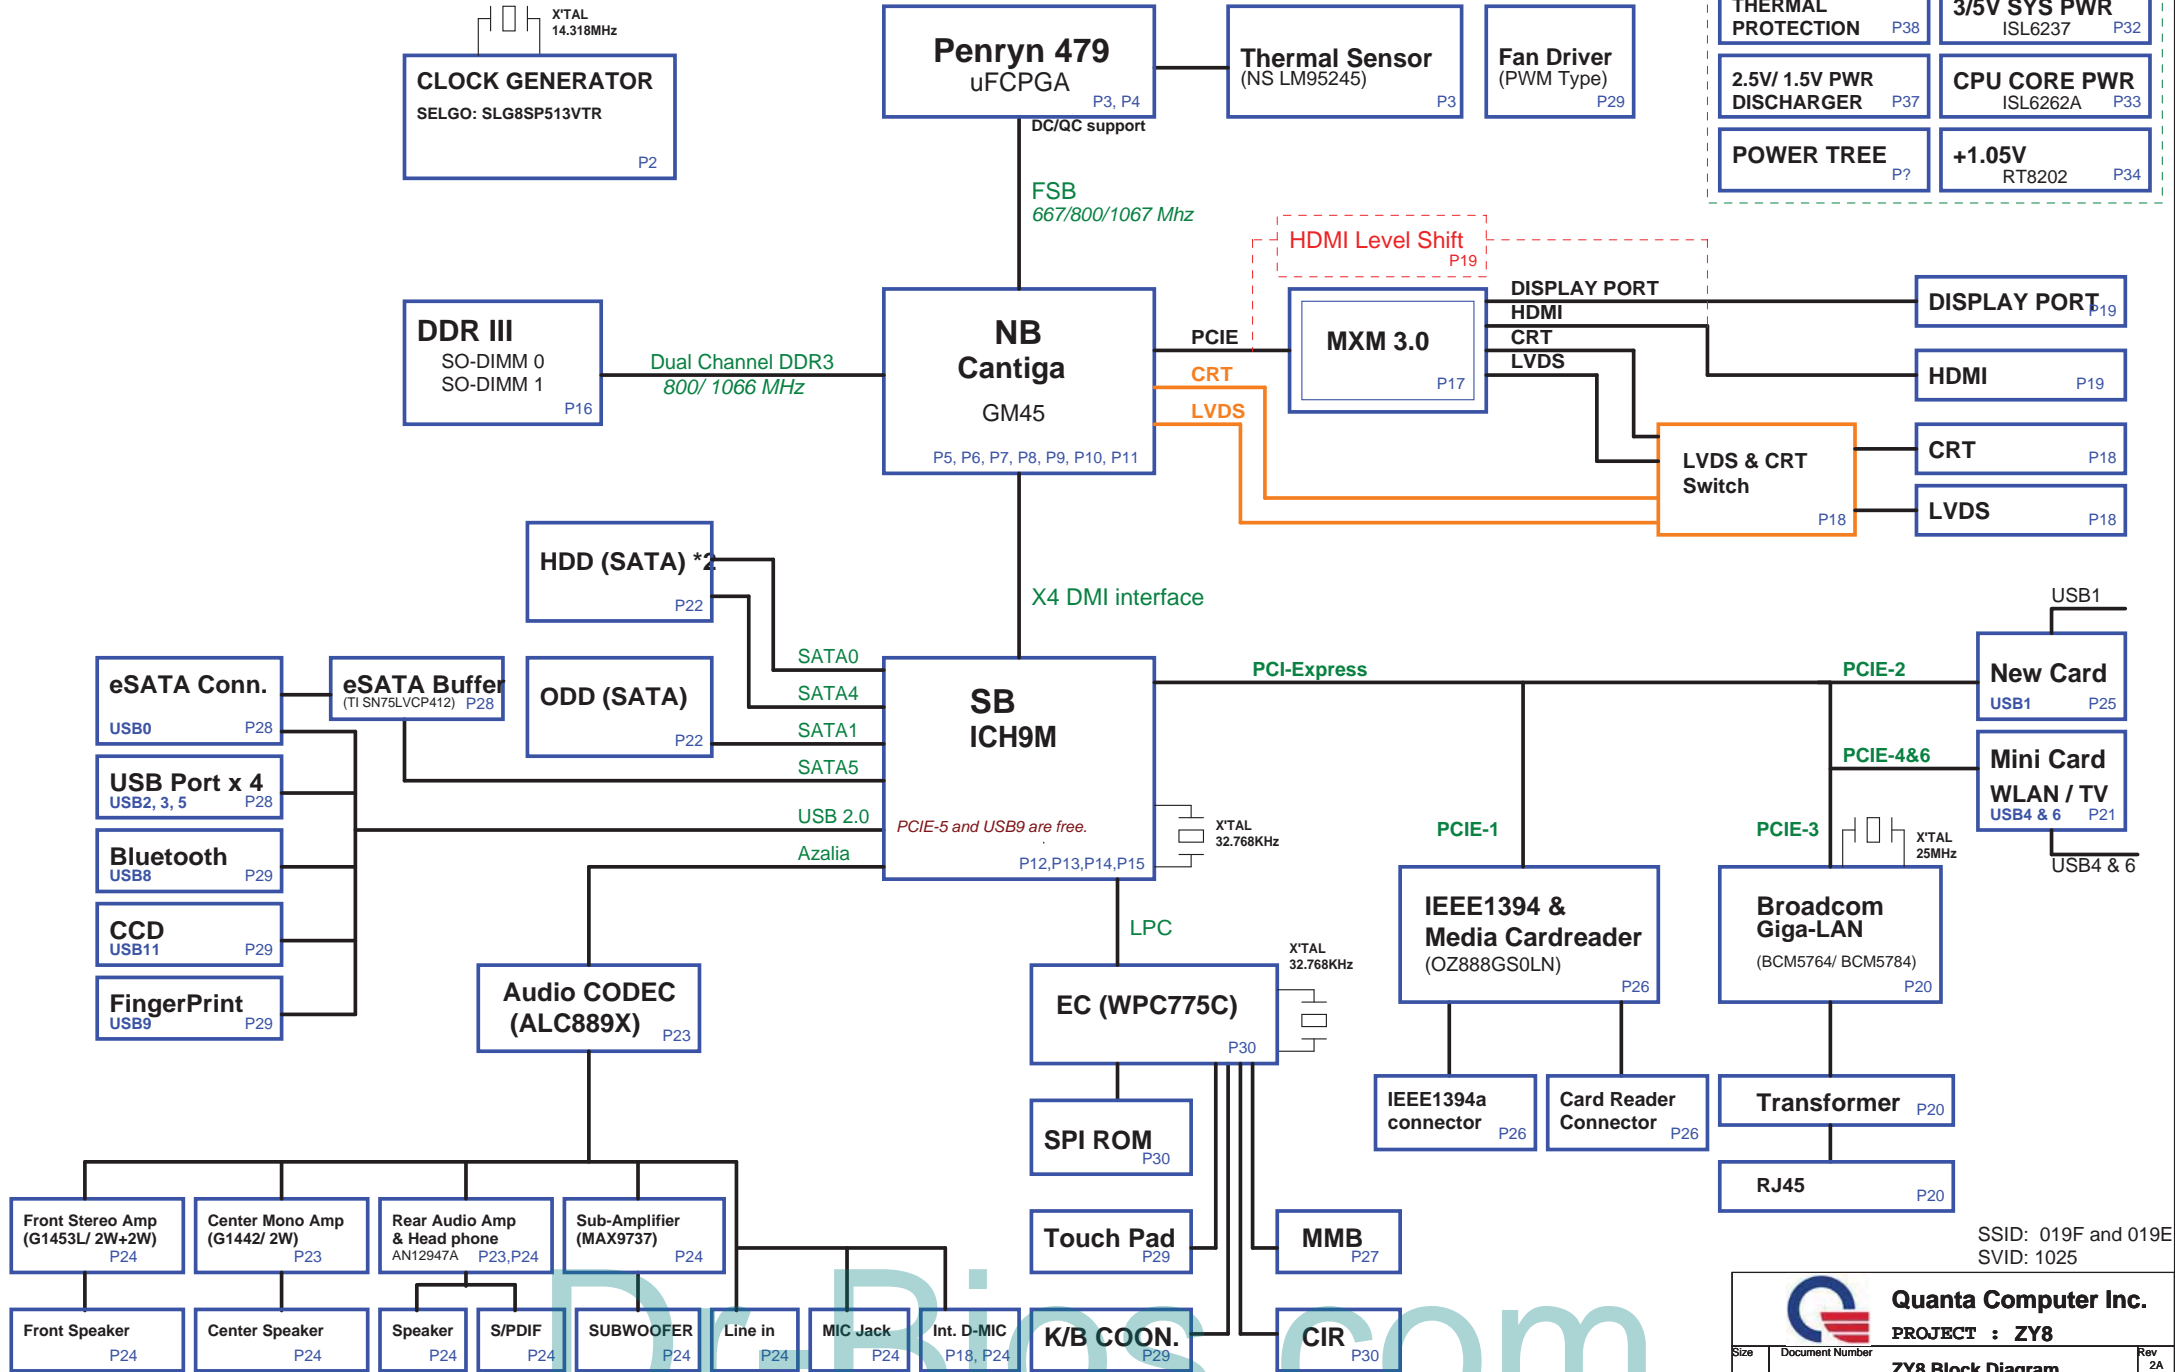 X'TAL
14.318MHz
CLOCK GENERATOR
SELGO: SLG8SP513VTR
P2
Penryn 479
uFCPGA
P3, P4
DC/QC support
Thermal Sensor
(NS LM95245)
P3
Fan Driver
(PWM Type)
P29
THERMAL
PROTECTION P38
3/5V SYS PWR
ISL6237 P32
2.5V/ 1.5V PWR
DISCHARGER P37
CPU CORE PWR
ISL6262A P33
POWER TREE
P?
+1.05V
RT8202 P34
FSB
667/800/1067 Mhz
HDMI Level Shift
P19
DDR III
SO-DIMM 0
SO-DIMM 1
P16
Dual Channel DDR3
800/ 1066 MHz
NB
Cantiga
GM45
P5, P6, P7, P8, P9, P10, P11
PCIE
CRT
LVDS
MXM 3.0
P17
DISPLAY PORT
HDMI
CRT
LVDS
DISPLAY PORT
P19
HDMI P19
LVDS & CRT
Switch
P18
CRT P18
LVDS P18
HDD (SATA) *2
P22
X4 DMI interface
ODD (SATA)
P22
SATA0
SATA4
SATA1
SATA5
USB 2.0
Azalia
eSATA Conn.
USB0 P28
eSATA Buffer
(TI SN75LVCP412) P28
USB Port x 4
USB2, 3, 5 P28
Bluetooth
USB8 P29
CCD
USB11 P29
FingerPrint
USB9 P29
SB
ICH9M
PCIE-5 and USB9 are free.
P12,P13,P14,P15
X'TAL
32.768KHz
PCI-Express
PCIE-2
USB1
New Card
USB1 P25
PCIE-4&6
Mini Card
WLAN / TV
USB4 & 6 P21
USB4 & 6
PCIE-1
PCIE-3
X'TAL
25MHz
IEEE1394 &
Media Cardreader
(OZ888GS0LN)
P26
Broadcom
Giga-LAN
(BCM5764/ BCM5784)
P20
LPC
X'TAL
32.768KHz
Audio CODEC
(ALC889X)
P23
EC (WPC775C)
P30
IEEE1394a
connector P26
Card Reader
Connector P26
Transformer P20
RJ45 P20
SPI ROM
P30
Touch Pad
P29
MMB
P27
K/B COON.
P29
CIR
P30
Front Stereo Amp
(G1453L/ 2W+2W)
P24
Center Mono Amp
(G1442/ 2W)
P23
Rear Audio Amp
& Head phone
AN12947A P23,P24
Sub-Amplifier
(MAX9737)
P24
Front Speaker
P24
Center Speaker
P24
Speaker
P24
S/PDIF
P24
SUBWOOFER
P24
Line in
P24
MIC Jack
P24
Int. D-MIC
P18, P24
Dr-Bios.com
SSID: 019F and 019E
SVID: 1025
Quanta Computer Inc.
PROJECT : ZY8
Size Document Number Rev
ZY8 Block Diagram 2A